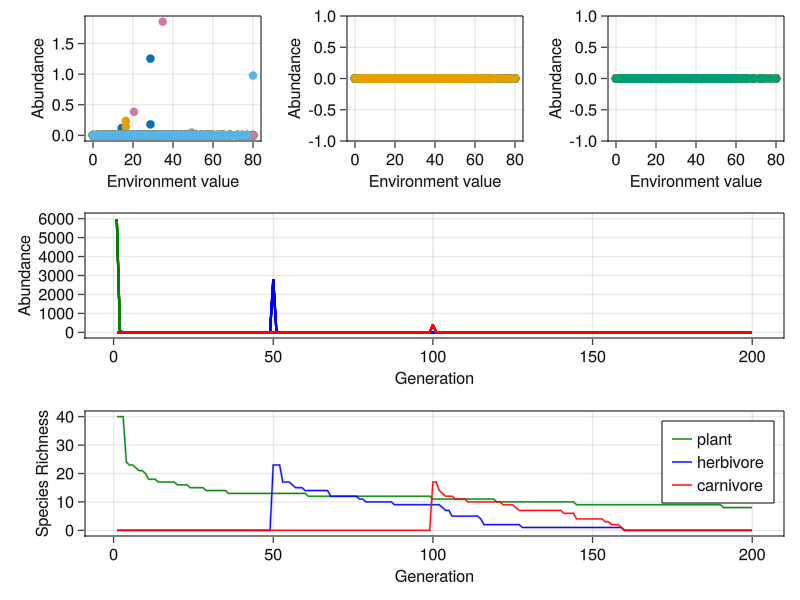 Abundance
1.5
1.0
0.5
0.0
0 20 40 60 80
Environment value
Abundance
1.0
0.5
0.0
-0.5
-1.0
0 20 40 60 80
Environment value
Abundance
1.0
0.5
0.0
-0.5
-1.0
0 20 40 60 80
Environment value
Abundance
6000
5000
4000
3000
2000
1000
0
0 50 100 150 200
Generation
Species Richness
40
30
20
10
0
0 50 100 150 200
Generation
plant
herbivore
carnivore